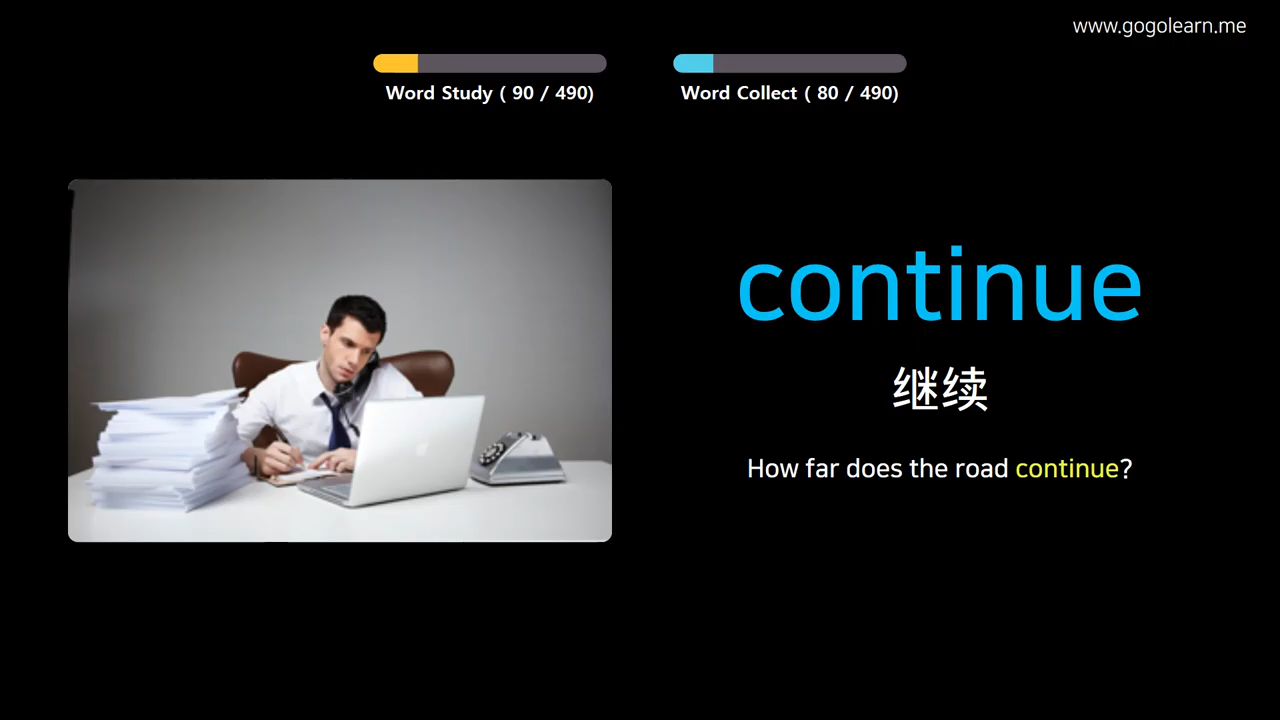 www.gogolearn.me
Word Study ( 90 / 490)
Word Collect ( 80 / 490)
continue
继续
How far does the road continue?